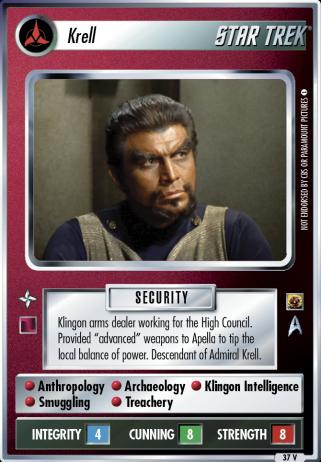 Krell
STAR TREK®
NOT ENDORSED BY CBS OR PARAMOUNT PICTURES
SECURITY
Klingon arms dealer working for the High Council.
Provided "advanced" weapons to Apella to tip the
local balance of power. Descendant of Admiral Krell.
Anthropology Archaeology Klingon Intelligence
Smuggling Treachery
INTEGRITY 4 CUNNING 8 STRENGTH 8
37 V